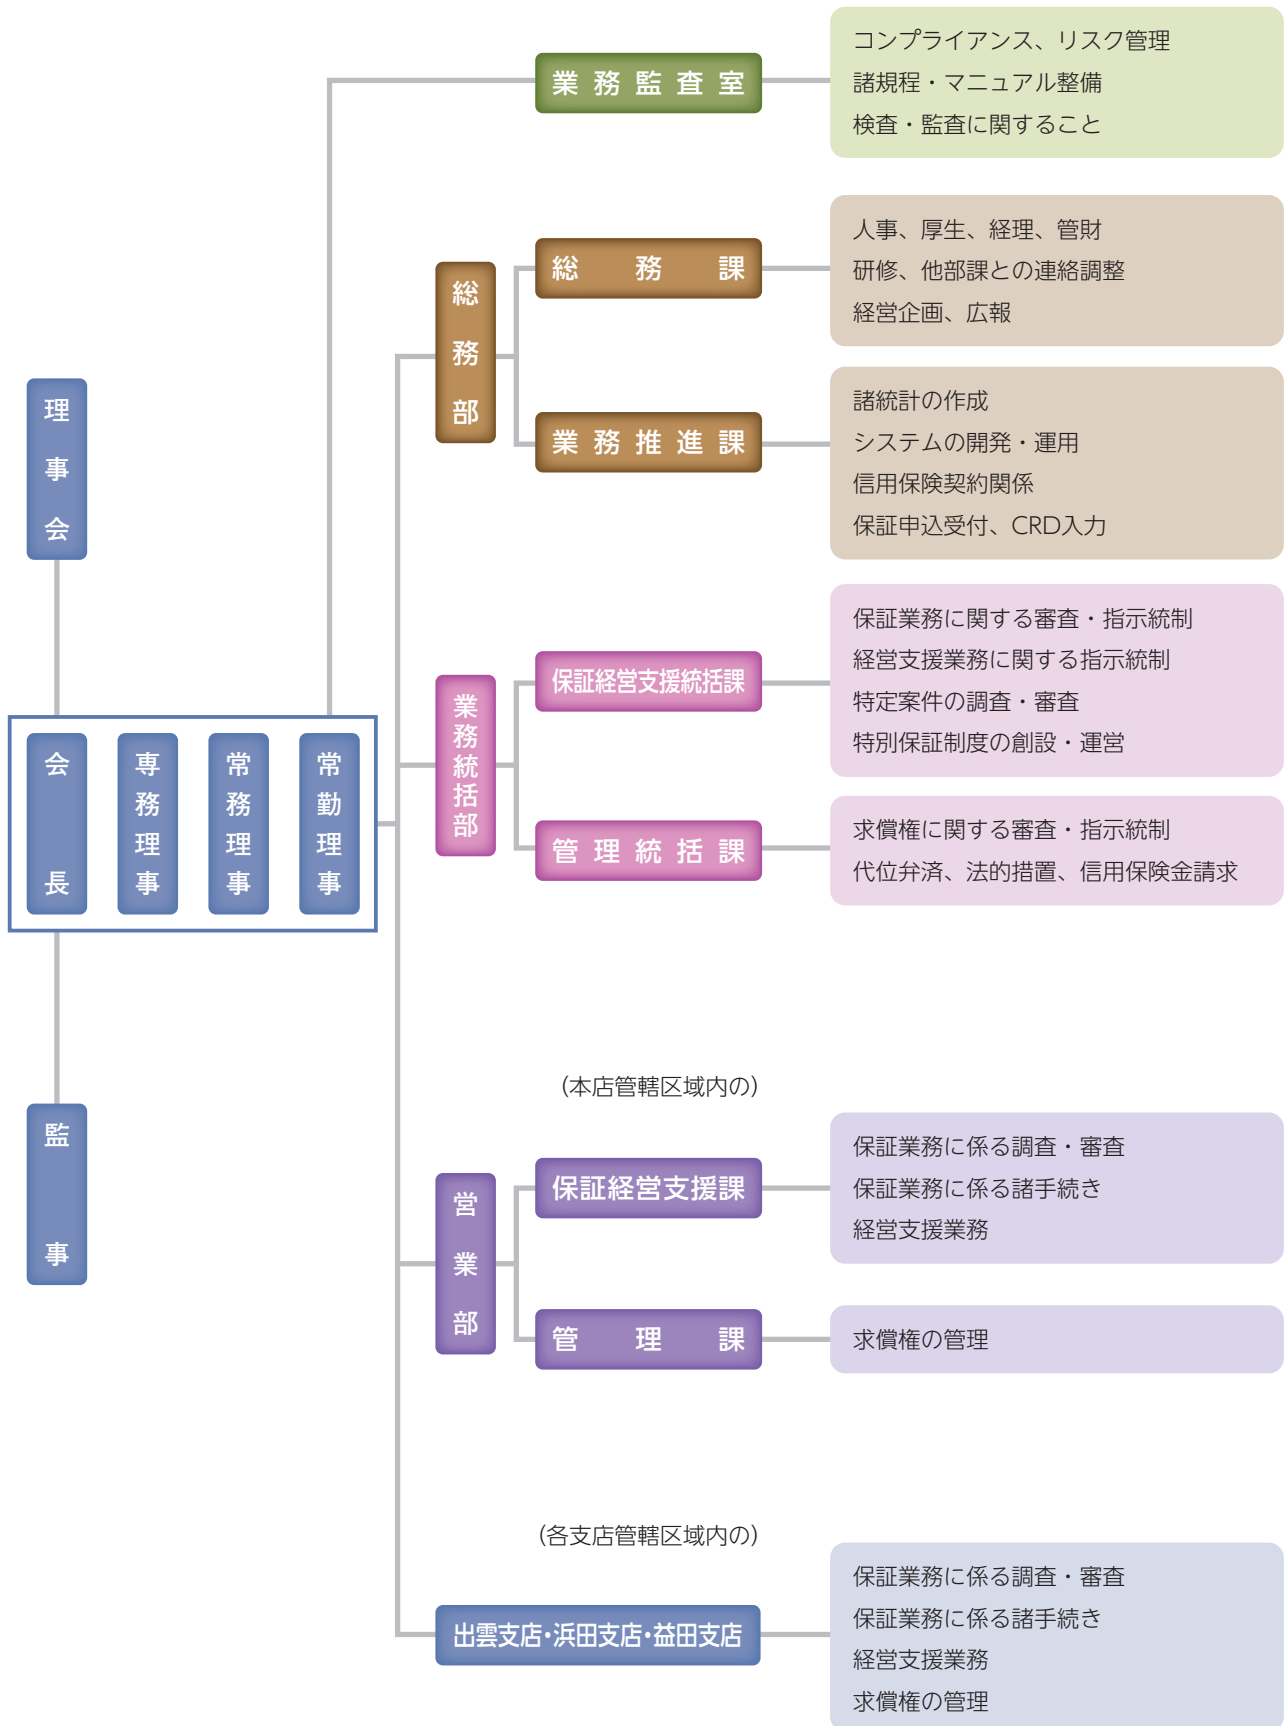 業務監査室
コンプライアンス、リスク管理
諸規程・マニュアル整備
検査・監査に関すること
総務部
総務課
人事、厚生、経理、管財
研修、他部課との連絡調整
経営企画、広報
業務推進課
諸統計の作成
システムの開発・運用
信用保険契約関係
保証申込受付、CRD入力
理事会
会長
専務理事
常務理事
常勤理事
監事
業務統括部
保証経営支援統括課
保証業務に関する審査・指示統制
経営支援業務に関する指示統制
特定案件の調査・審査
特別保証制度の創設・運営
管理統括課
求償権に関する審査・指示統制
代位弁済、法的措置、信用保険金請求
(本店管轄区域内の)
営業部
保証経営支援課
保証業務に係る調査・審査
保証業務に係る諸手続き
経営支援業務
管理課
求償権の管理
(各支店管轄区域内の)
出雲支店・浜田支店・益田支店
保証業務に係る調査・審査
保証業務に係る諸手続き
経営支援業務
求償権の管理